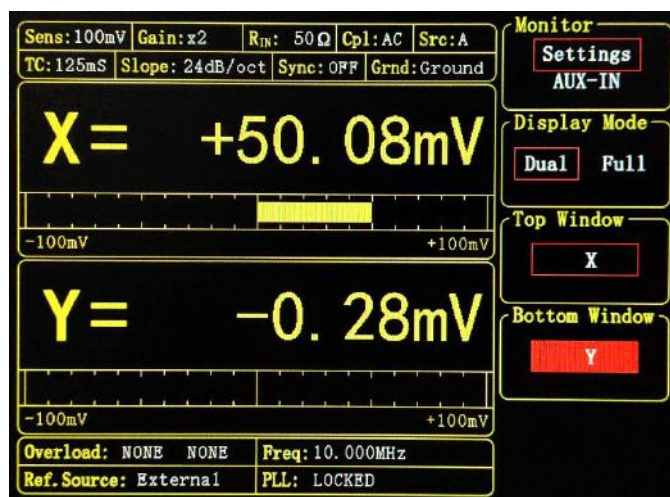 Sens:100mV Gain:x2 RIN: 50Ω Cpl:AC Src:A
TC:125mS Slope: 24dB/oct Sync:OFF Grnd:Ground
X= +50.08mV
-100mV +100mV
Y= -0.28mV
-100mV +100mV
Overload: NONE NONE Freq:10.000MHz
Ref.Source: External PLL: LOCKED
Monitor
Settings
AUX-IN
Display Mode
Dual Full
Top Window
X
Bottom Window
Y